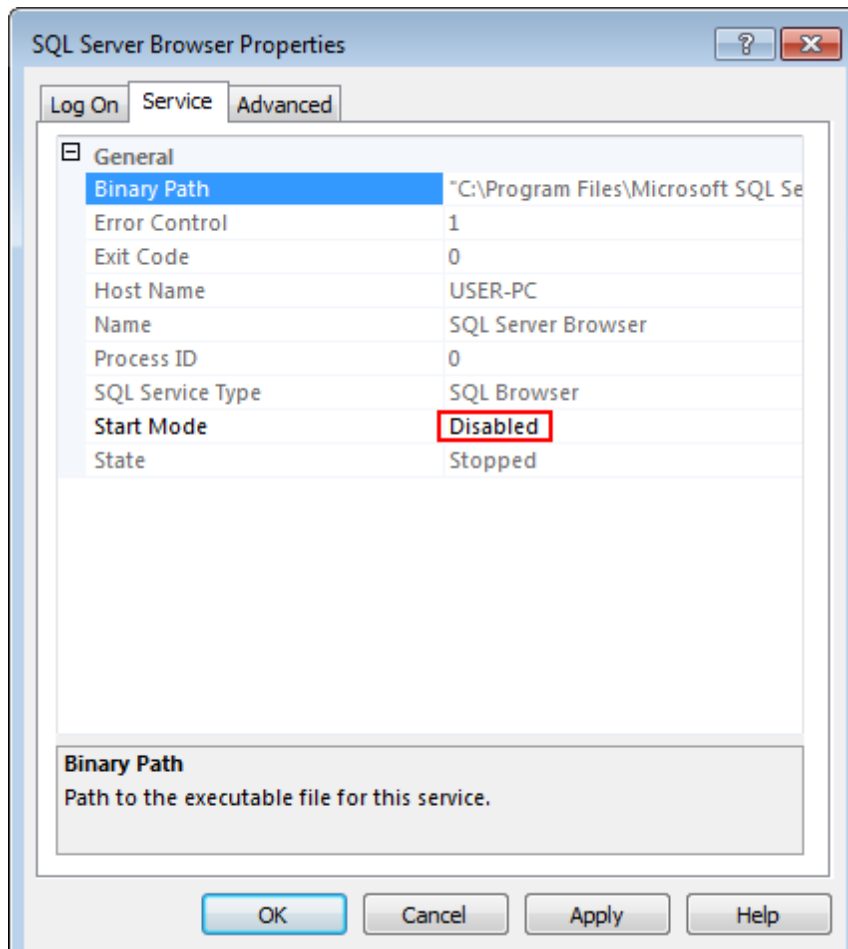 SQL Server Browser Properties
Log On Service Advanced
General
Binary Path "C:\Program Files\Microsoft SQL Se
Error Control 1
Exit Code 0
Host Name USER-PC
Name SQL Server Browser
Process ID 0
SQL Service Type SQL Browser
Start Mode Disabled
State Stopped
Binary Path
Path to the executable file for this service.
OK Cancel Apply Help